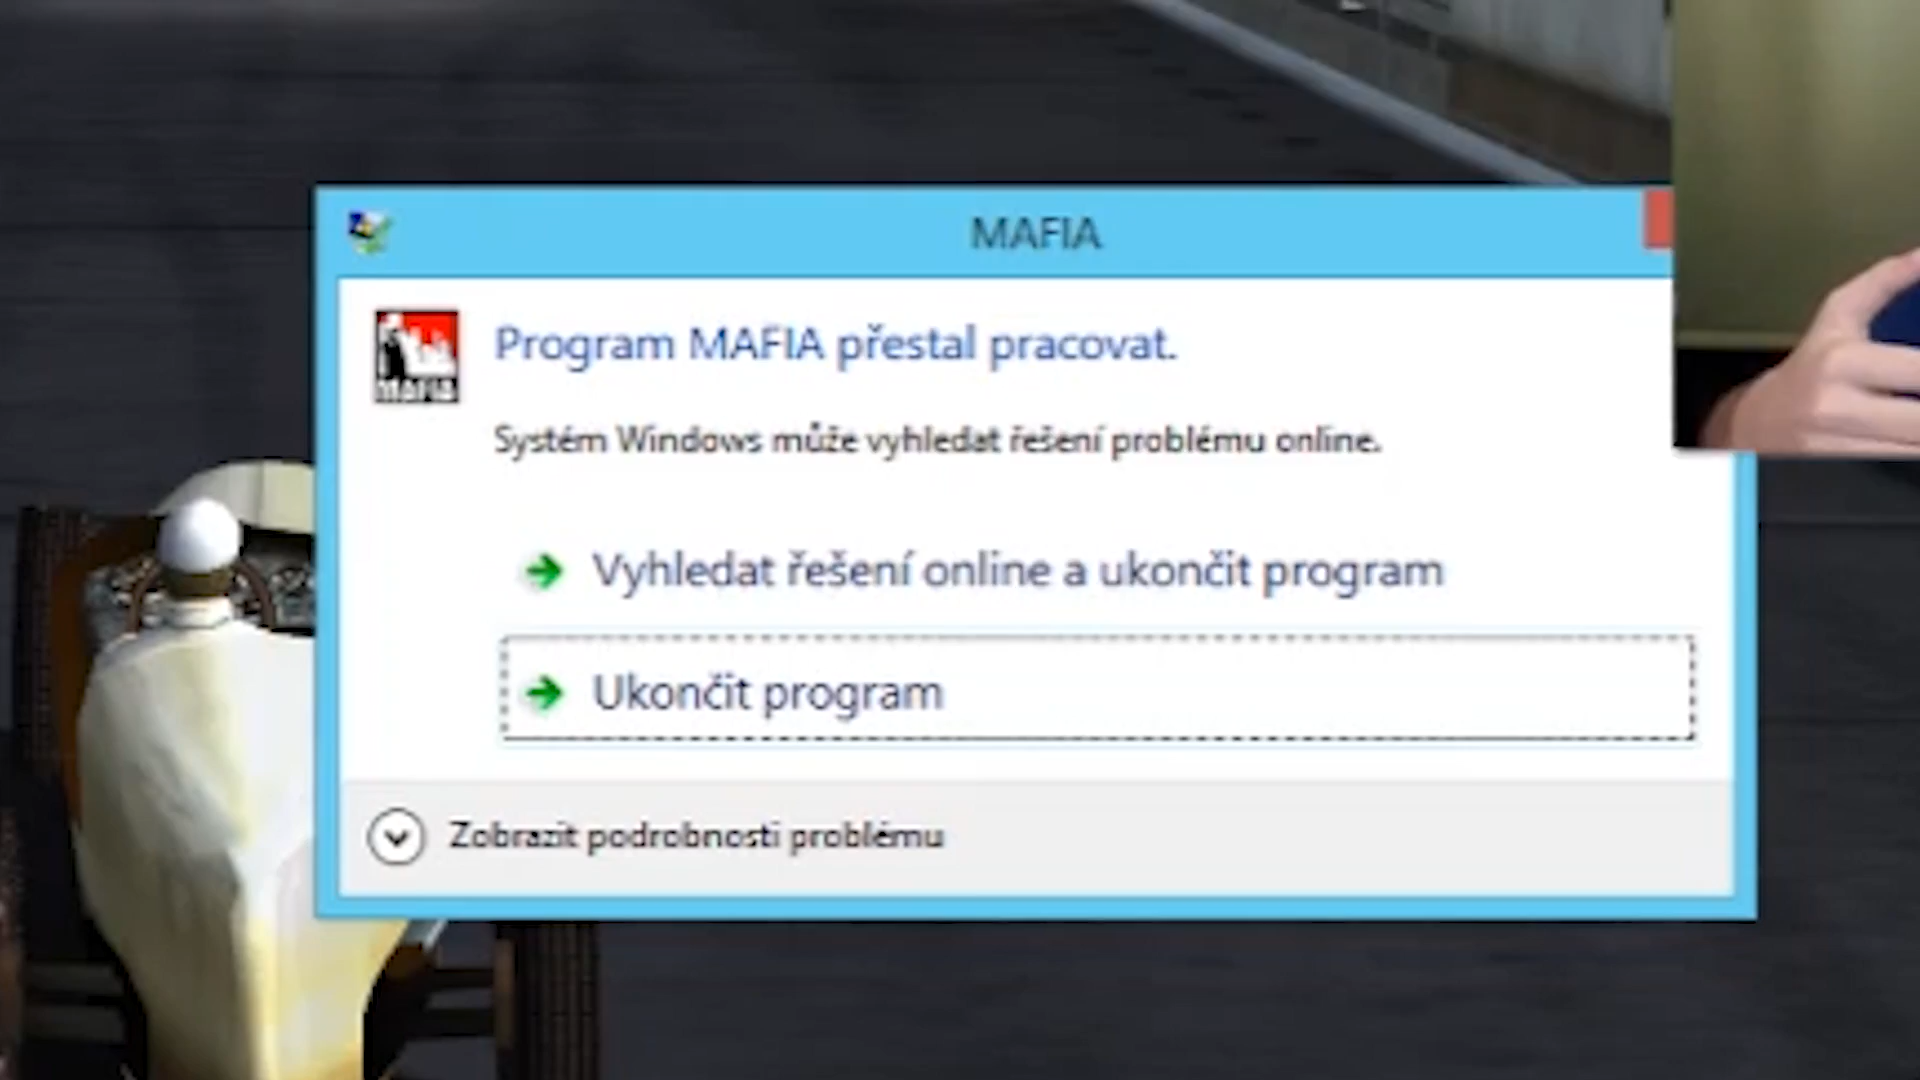 MAFIA
Program MAFIA přestal pracovat.
MAFIA
Systém Windows může vyhledat řešení problému online.
Vyhledat řešení online a ukončit program
Ukončit program
Zobrazit podrobnosti problému